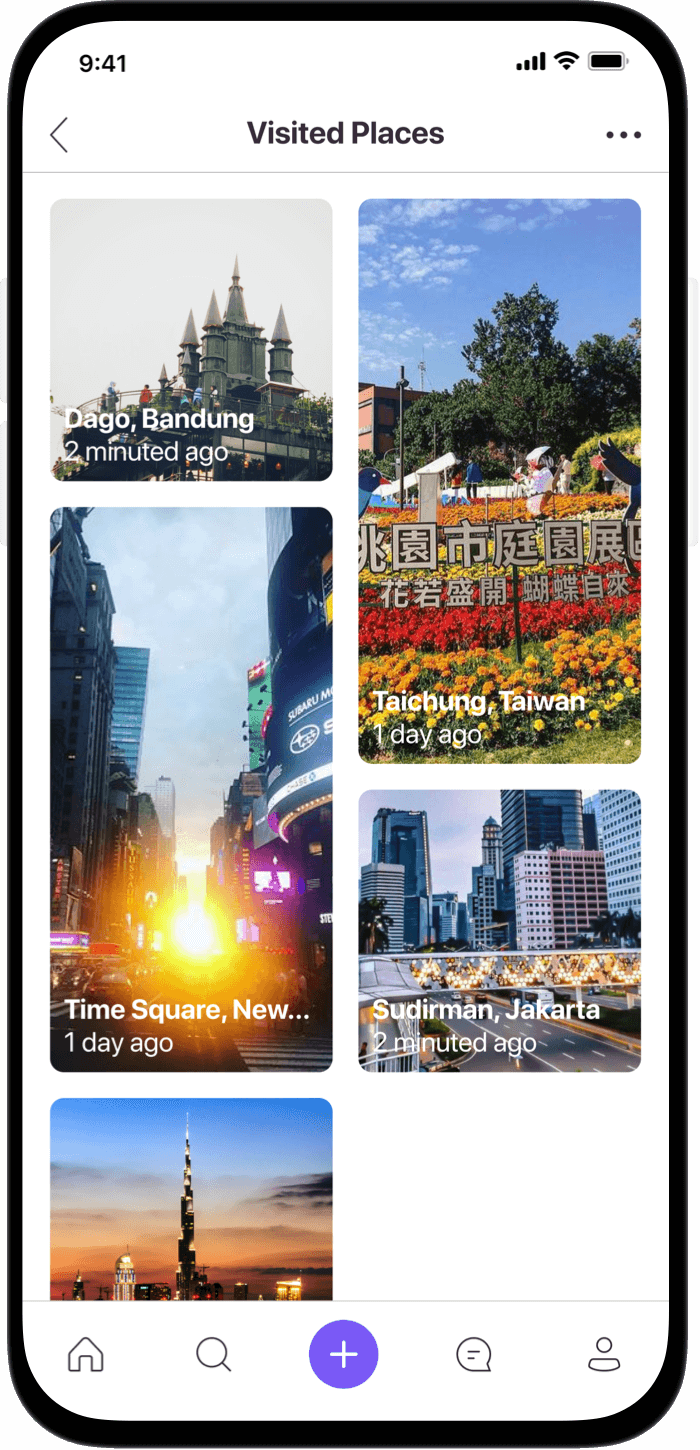 9:41
Visited Places
Dago, Bandung
2 minuted ago
桃園市庭園展區
花若盛開 蝴蝶自來
Taichung, Taiwan
1 day ago
SUBARU
CHASE
Time Square, New...
1 day ago
Sudirman, Jakarta
2 minuted ago